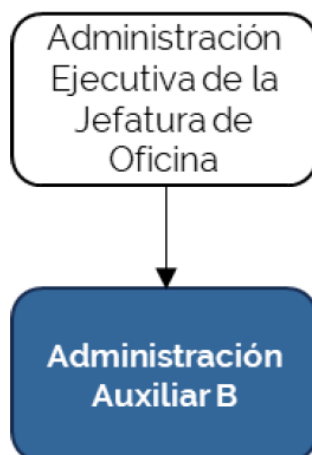 Administración
Ejecutiva de la
Jefatura de
Oficina
Administración
Auxiliar B